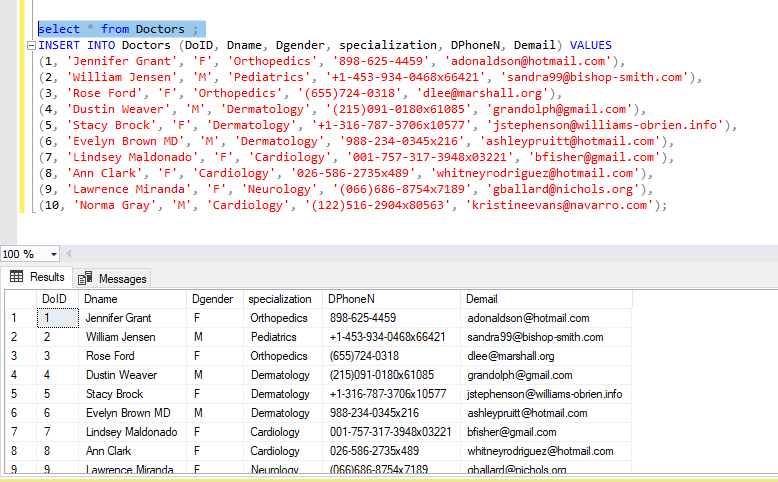 select * from Doctors ;
INSERT INTO Doctors (DoID, Dname, Dgender, specialization, DPhoneN, Demail) VALUES
(1, 'Jennifer Grant', 'F', 'Orthopedics', '898-625-4459', 'adonaldson@hotmail.com'),
(2, 'William Jensen', 'M', 'Pediatrics', '+1-453-934-0468x66421', 'sandra99@bishop-smith.com'),
(3, 'Rose Ford', 'F', 'Orthopedics', '(655)724-0318', 'dlee@marshall.org'),
(4, 'Dustin Weaver', 'M', 'Dermatology', '(215)091-0180x61085', 'grandolph@gmail.com'),
(5, 'Stacy Brock', 'F', 'Dermatology', '+1-316-787-3706x10577', 'jstephenson@williams-obrien.info'),
(6, 'Evelyn Brown MD', 'M', 'Dermatology', '988-234-0345x216', 'ashleypruitt@hotmail.com'),
(7, 'Lindsey Maldonado', 'F', 'Cardiology', '001-757-317-3948x03221', 'bfisher@gmail.com'),
(8, 'Ann Clark', 'F', 'Cardiology', '026-586-2735x489', 'whitneyrodriguez@hotmail.com'),
(9, 'Lawrence Miranda', 'F', 'Neurology', '(066)686-8754x7189', 'gballard@nichols.org'),
(10, 'Norma Gray', 'M', 'Cardiology', '(122)516-2904x80563', 'kristineevans@navarro.com');
100 %
Results Messages
DoID Dname Dgender specialization DPhoneN Demail
1 1 Jennifer Grant F Orthopedics 898-625-4459 adonaldson@hotmail.com
2 2 William Jensen M Pediatrics +1-453-934-0468x66421 sandra99@bishop-smith.com
3 3 Rose Ford F Orthopedics (655)724-0318 dlee@marshall.org
4 4 Dustin Weaver M Dermatology (215)091-0180x61085 grandolph@gmail.com
5 5 Stacy Brock F Dermatology +1-316-787-3706x10577 jstephenson@williams-obrien.info
6 6 Evelyn Brown MD M Dermatology 988-234-0345x216 ashleypruitt@hotmail.com
7 7 Lindsey Maldonado F Cardiology 001-757-317-3948x03221 bfisher@gmail.com
8 8 Ann Clark F Cardiology 026-586-2735x489 whitneyrodriguez@hotmail.com
9 9 Lawrence Miranda F Neurology (066)686-8754x7189 gballard@nichols.org